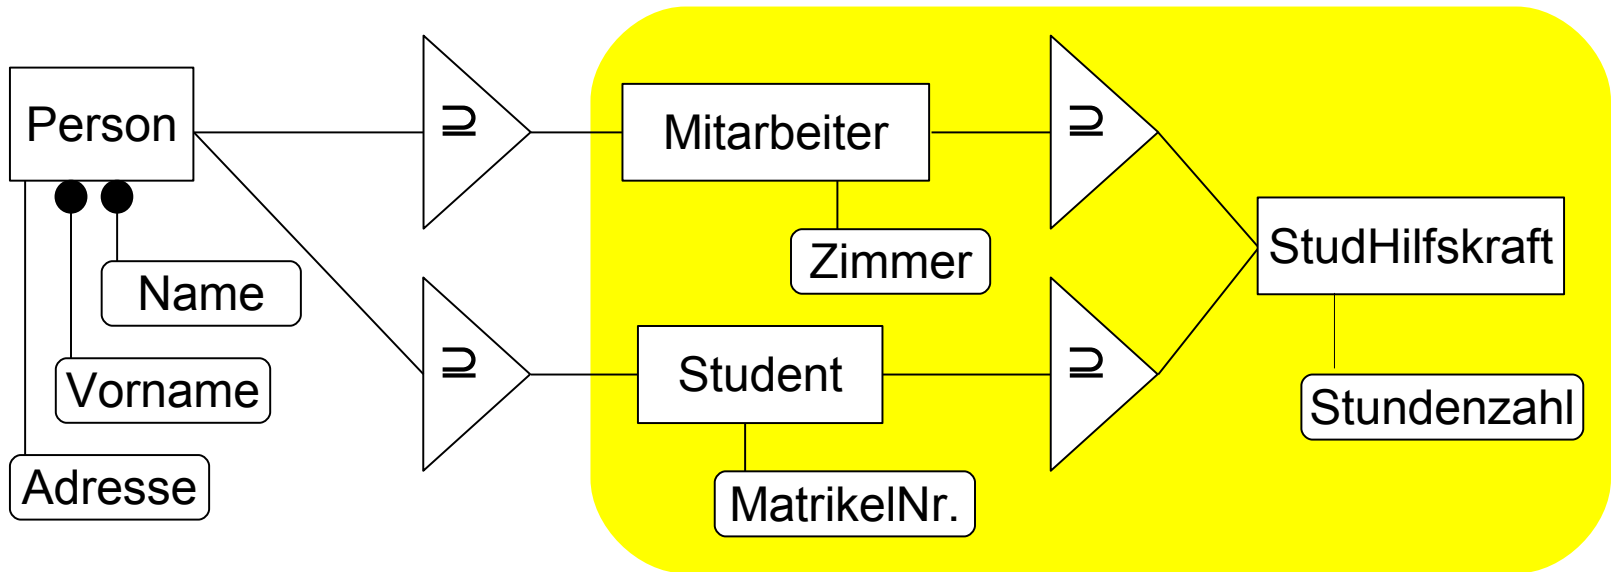 Person
⊇
Mitarbeiter
⊇
StudHilfskraft
Zimmer
Name
⊇
Student
⊇
Vorname
Stundenzahl
Adresse
MatrikelNr.